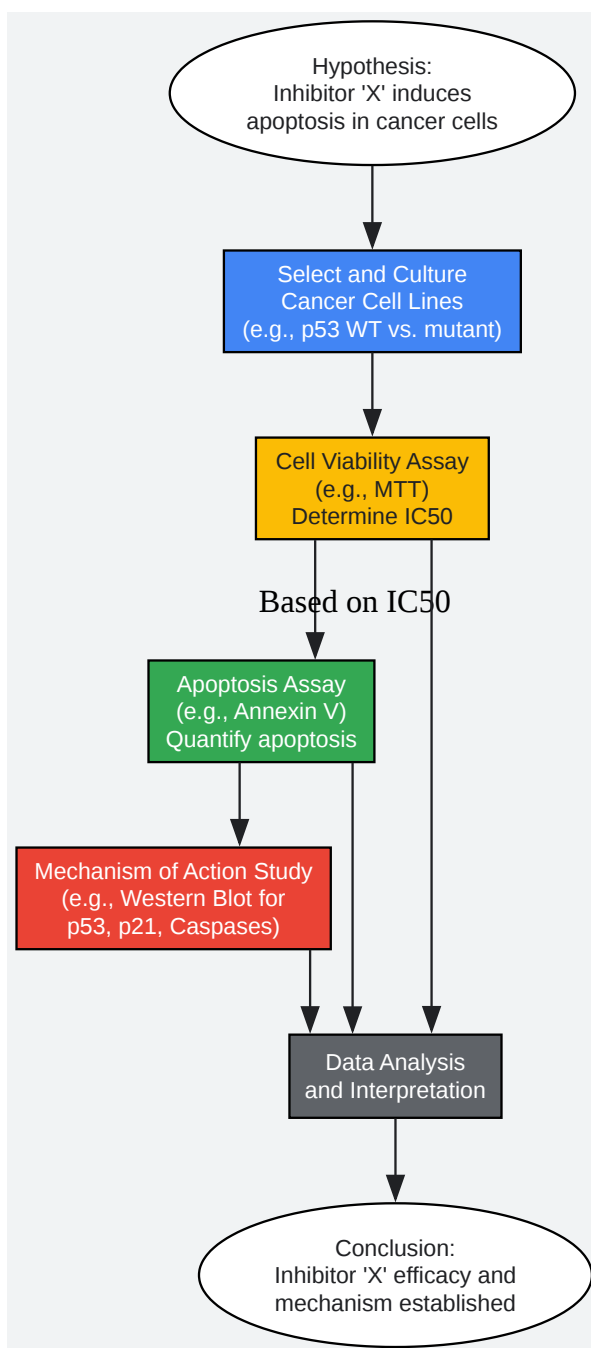 Hypothesis:
Inhibitor 'X' induces
apoptosis in cancer cells
Select and Culture
Cancer Cell Lines
(e.g., p53 WT vs. mutant)
Cell Viability Assay
(e.g., MTT)
Determine IC50
Based on IC50
Apoptosis Assay
(e.g., Annexin V)
Quantify apoptosis
Mechanism of Action Study
(e.g., Western Blot for
p53, p21, Caspases)
Data Analysis
and Interpretation
Conclusion:
Inhibitor 'X' efficacy and
mechanism established